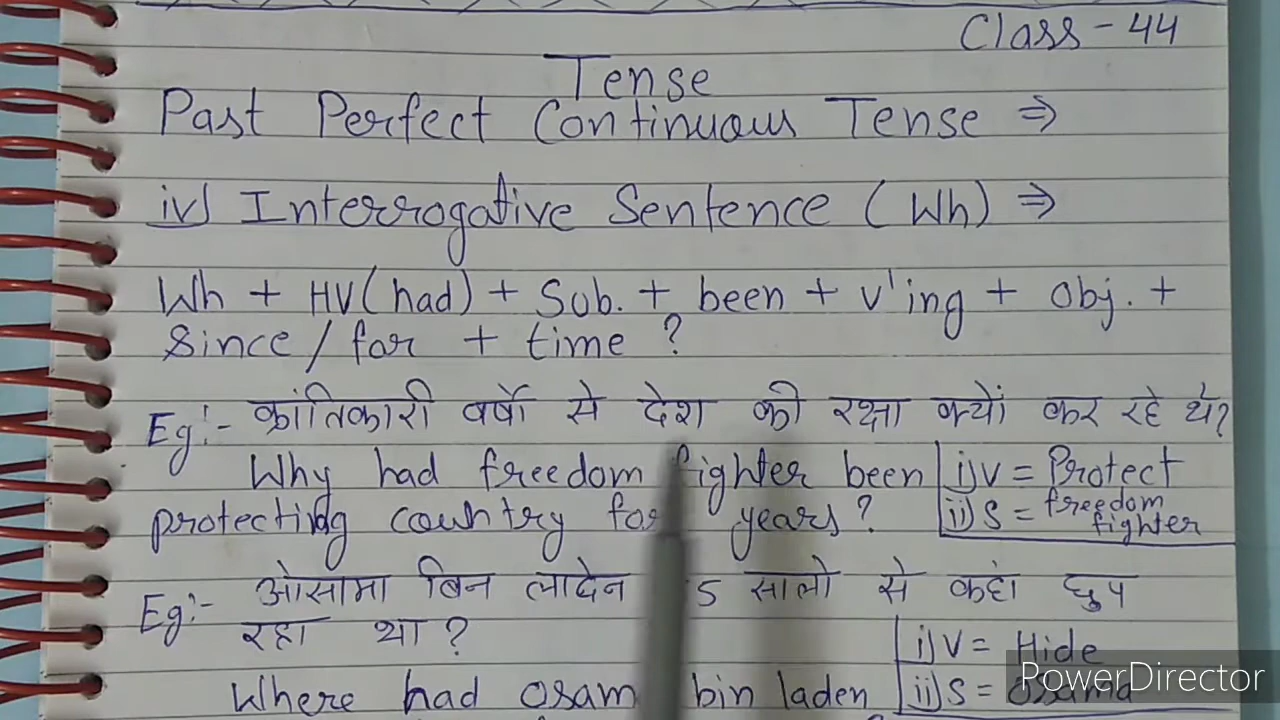 Class - 44
Tense
Past Perfect Continuous Tense ⇒
iv) Interrogative Sentence (Wh) ⇒
Wh + HV(had) + Sub. + been + v'ing + obj. +
Since/for + time ?
Eg:- क्रांतिकारी वर्षो से देश की रक्षा क्यों कर रहे थे?
Why had freedom fighter been
i) V = Protect
protecting country for years?
ii) S = freedom fighter
Eg:- ओसामा बिन लादेन 5 सालो से कहां छुप
रहा था ?
i) V = Hide
Where had osam bin laden
ii) S = osama
PowerDirector